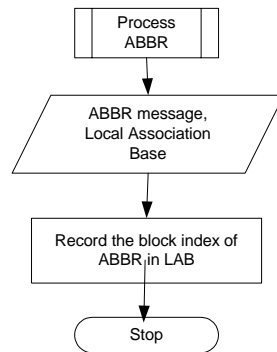 Process
ABBR
ABBR message,
Local Association
Base
Record the block index of
ABBR in LAB
Stop